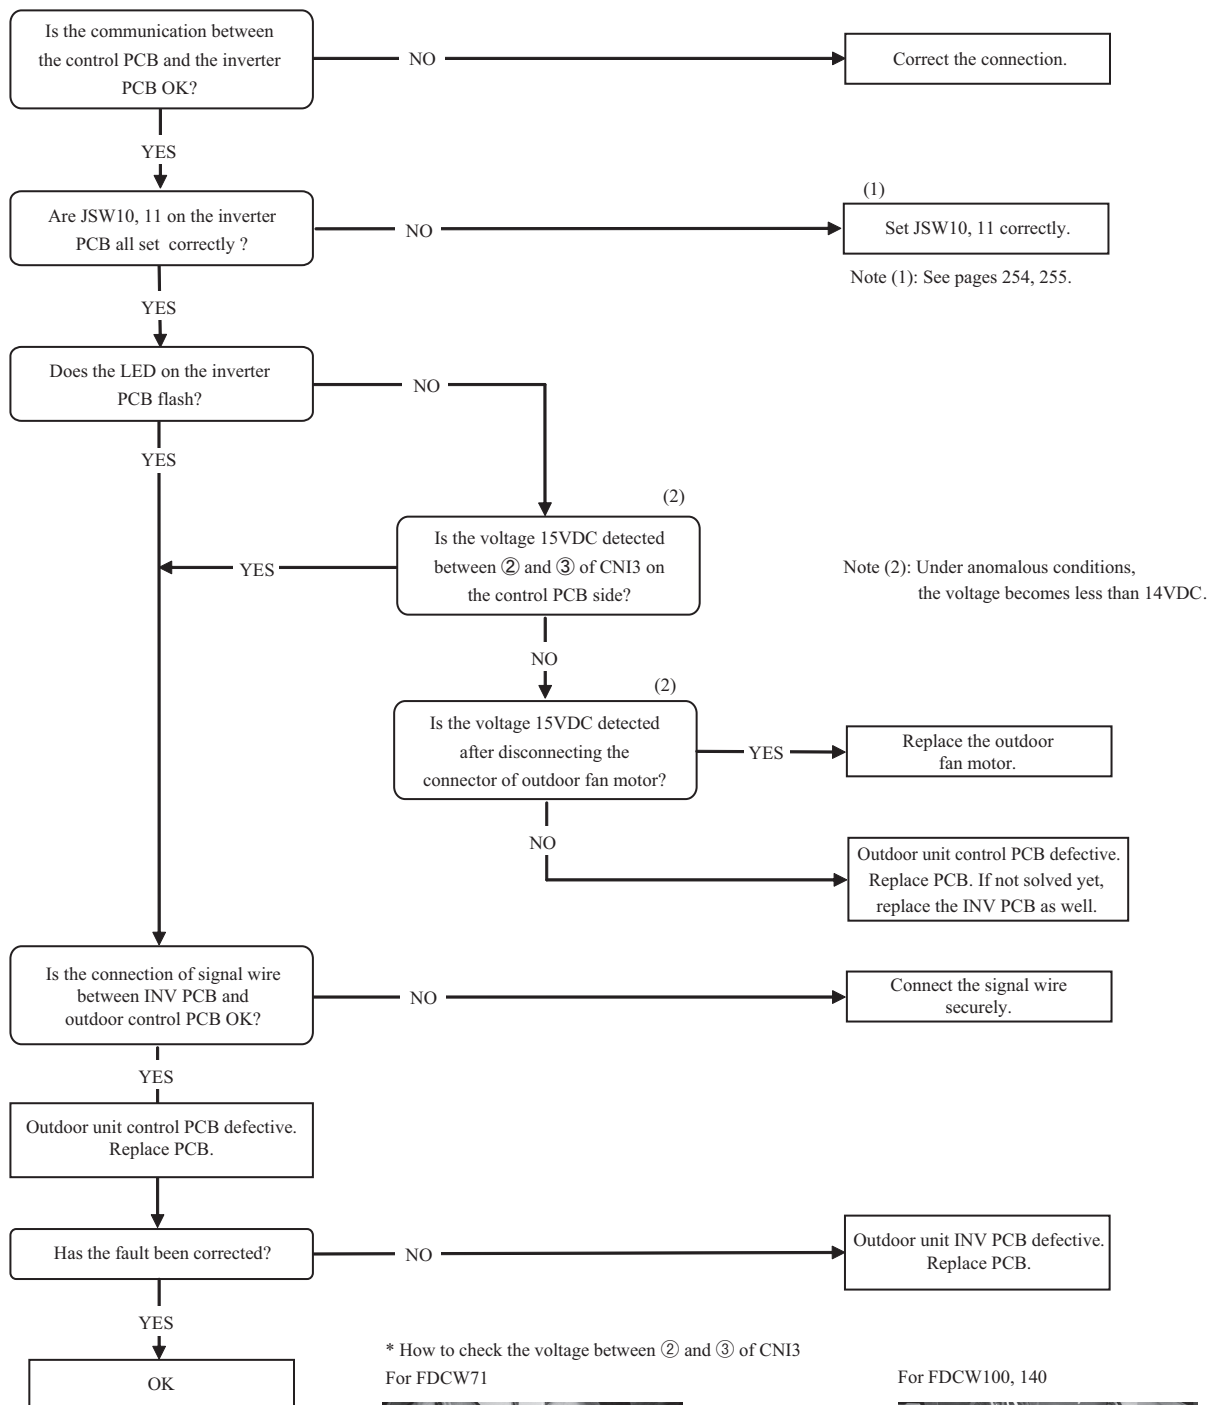 Is the communication between
the control PCB and the inverter
PCB OK?
NO
Correct the connection.
YES
Are JSW10, 11 on the inverter
PCB all set correctly ?
NO
(1)
Set JSW10, 11 correctly.
Note (1): See pages 254, 255.
YES
Does the LED on the inverter
PCB flash?
NO
YES
(2)
Is the voltage 15VDC detected
between ② and ③ of CNI3 on
the control PCB side?
YES
Note (2): Under anomalous conditions,
the voltage becomes less than 14VDC.
NO
(2)
Is the voltage 15VDC detected
after disconnecting the
connector of outdoor fan motor?
YES
Replace the outdoor
fan motor.
NO
Outdoor unit control PCB defective.
Replace PCB. If not solved yet,
replace the INV PCB as well.
Is the connection of signal wire
between INV PCB and
outdoor control PCB OK?
NO
Connect the signal wire
securely.
YES
Outdoor unit control PCB defective.
Replace PCB.
Has the fault been corrected?
NO
Outdoor unit INV PCB defective.
Replace PCB.
YES
OK
* How to check the voltage between ② and ③ of CNI3
For FDCW71
For FDCW100, 140